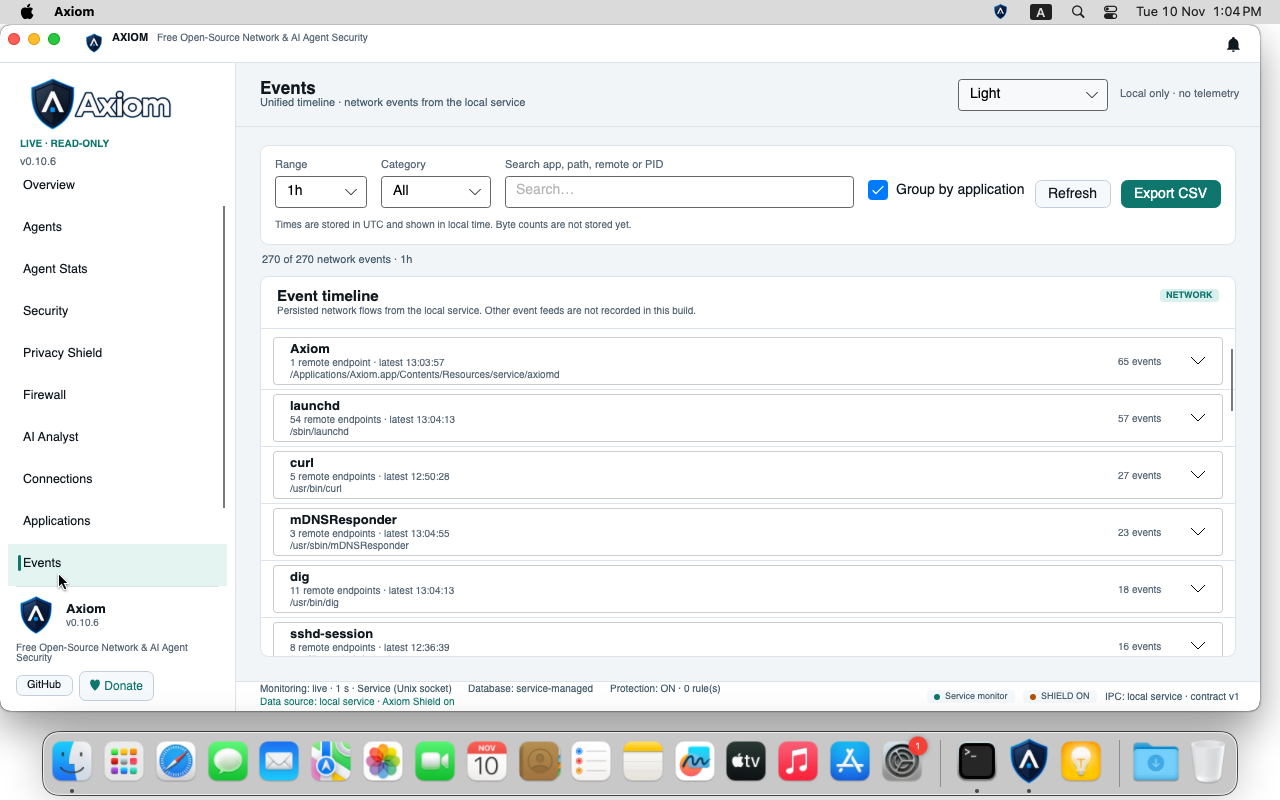 Axiom
A
Tue 10 Nov 1:04 PM
AXIOM Free Open-Source Network & AI Agent Security
Axiom
LIVE · READ-ONLY
v0.10.6
Overview
Agents
Agent Stats
Security
Privacy Shield
Firewall
AI Analyst
Connections
Applications
Events
Axiom
v0.10.6
Free Open-Source Network & AI Agent
Security
GitHub
Donate
Events
Unified timeline · network events from the local service
Light
Local only · no telemetry
Range
Category
Search app, path, remote or PID
1h
All
Search…
Group by application
Refresh
Export CSV
Times are stored in UTC and shown in local time. Byte counts are not stored yet.
270 of 270 network events · 1h
Event timeline
NETWORK
Persisted network flows from the local service. Other event feeds are not recorded in this build.
Axiom
1 remote endpoint · latest 13:03:57
/Applications/Axiom.app/Contents/Resources/service/axiomd
65 events
launchd
54 remote endpoints · latest 13:04:13
/sbin/launchd
57 events
curl
5 remote endpoints · latest 12:50:28
/usr/bin/curl
27 events
mDNSResponder
3 remote endpoints · latest 13:04:55
/usr/sbin/mDNSResponder
23 events
dig
11 remote endpoints · latest 13:04:13
/usr/bin/dig
18 events
sshd-session
8 remote endpoints · latest 12:36:39
16 events
Monitoring: live · 1 s · Service (Unix socket) Database: service-managed Protection: ON · 0 rule(s)
Data source: local service · Axiom Shield on
Service monitor
SHIELD ON
IPC: local service · contract v1
NOV
10
tv
1